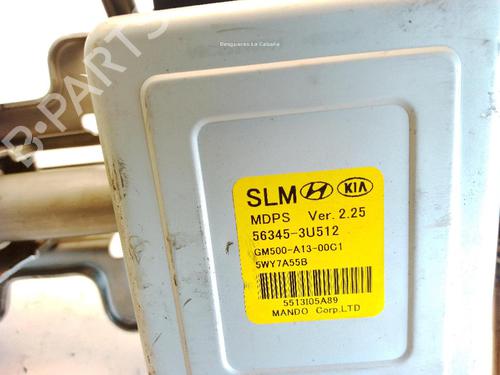 Desguaces La Cabaña
B-PARTS
SLM KIA
MDPS Ver. 2.25
56345-3U512
GM500-A13-00C1
5WY7A55B
5513I05A89
MANDO Corp.LTD